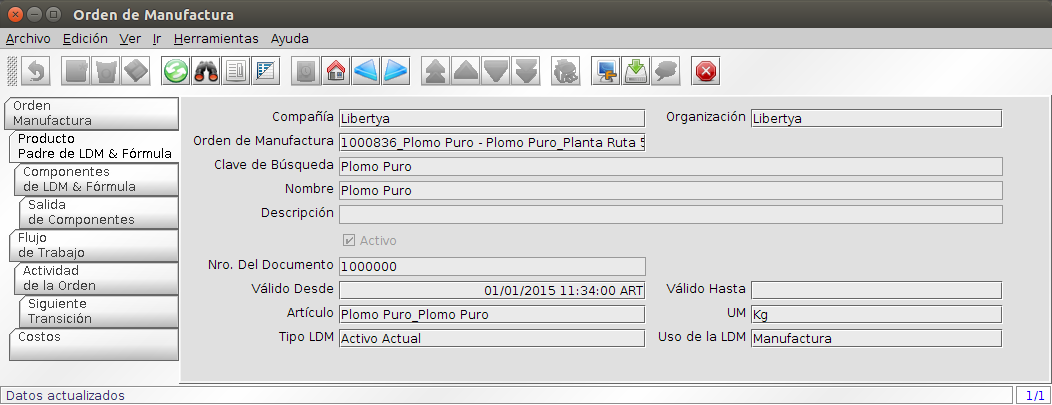 Orden de Manufactura
Archivo Edición Ver Ir Herramientas Ayuda
Orden
Manufactura
Producto
Padre de LDM & Fórmula
Componentes
de LDM & Fórmula
Salida
de Componentes
Flujo
de Trabajo
Actividad
de la Orden
Siguiente
Transición
Costos
Compañía Libertya Organización Libertya
Orden de Manufactura 1000836_Plomo Puro - Plomo Puro_Planta Ruta 5
Clave de Búsqueda Plomo Puro
Nombre Plomo Puro
Descripción
Activo
Nro. Del Documento 1000000
Válido Desde 01/01/2015 11:34:00 ART Válido Hasta
Artículo Plomo Puro_Plomo Puro UM Kg
Tipo LDM Activo Actual Uso de la LDM Manufactura
Datos actualizados 1/1